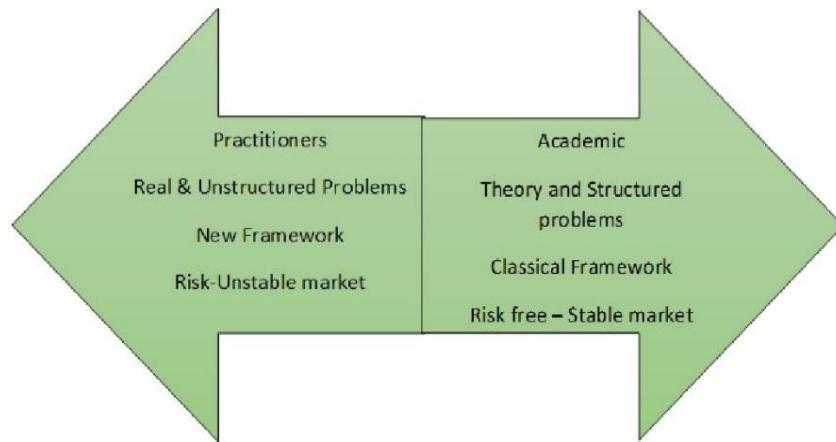 Practitioners
Real & Unstructured Problems
New Framework
Risk-Unstable market
Academic
Theory and Structured
problems
Classical Framework
Risk free – Stable market